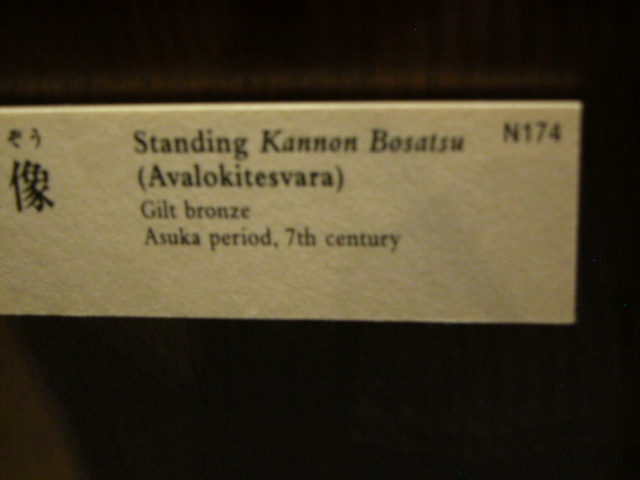 ぞう
像
Standing Kannon Bosatsu N174
(Avalokitesvara)
Gilt bronze
Asuka period, 7th century